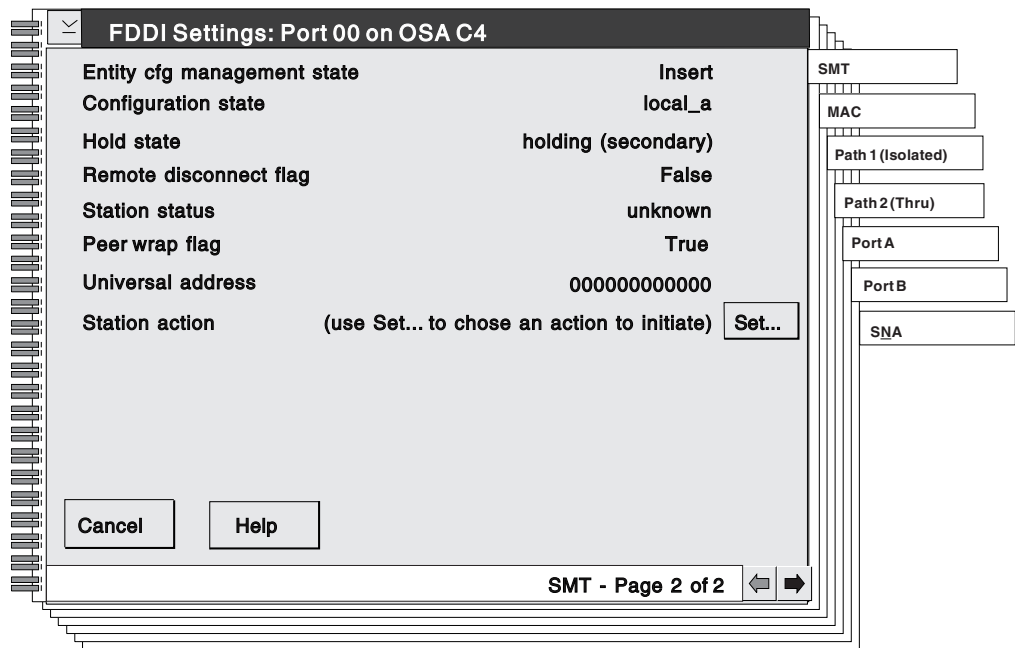 FDDI Settings: Port 00 on OSA C4
Entity cfg management state Insert
Configuration state local_a
Hold state holding (secondary)
Remote disconnect flag False
Station status unknown
Peer wrap flag True
Universal address 000000000000
Station action (use Set... to chose an action to initiate) Set...
Cancel Help
SMT - Page 2 of 2
SMT
MAC
Path 1 (Isolated)
Path 2 (Thru)
Port A
Port B
SNA